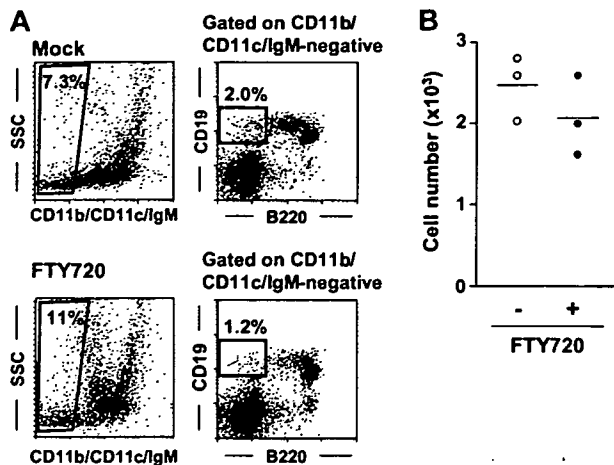 A
Mock
7.3%
SSC
CD11b/CD11c/IgM
Gated on CD11b/
CD11c/IgM-negative
2.0%
CD19
B220
FTY720
11%
SSC
CD11b/CD11c/IgM
Gated on CD11b/
CD11c/IgM-negative
1.2%
CD19
B220
B
Cell number (x10³)
3
2
1
0
- +
FTY720